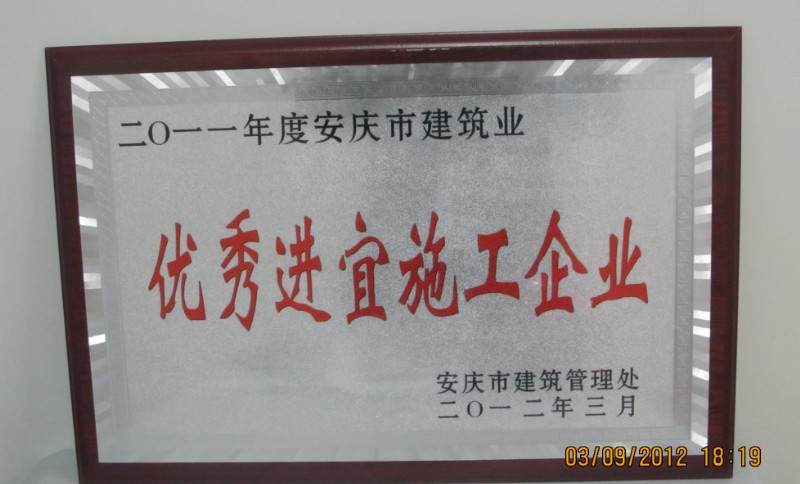 二〇一一年度安庆市建筑业
优秀进宜施工企业
安庆市建筑管理处
二〇一二年三月
03/09/2012 18:19